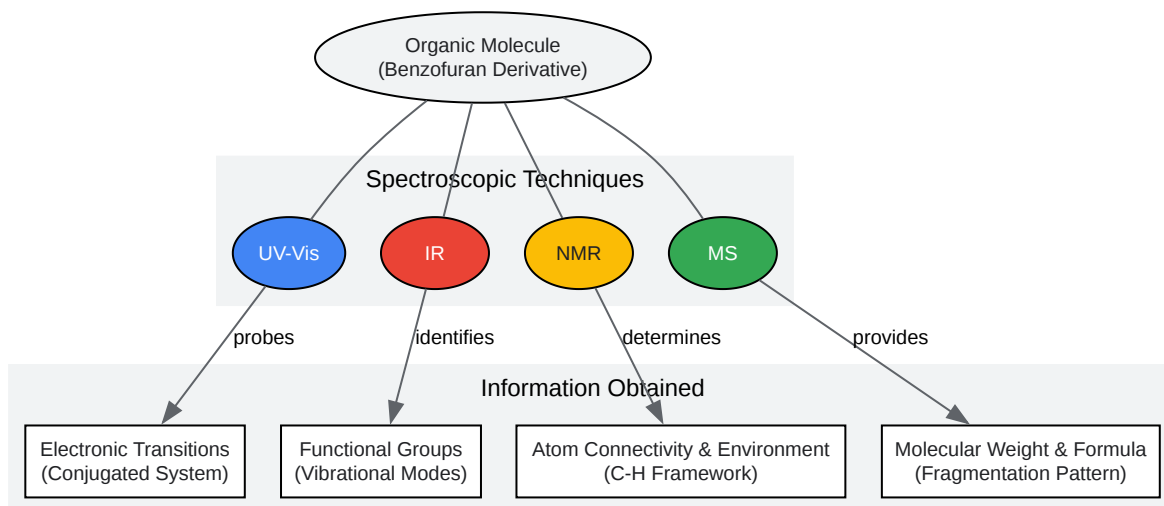 Organic Molecule
(Benzofuran Derivative)
Spectroscopic Techniques
UV-Vis
IR
NMR
MS
probes
identifies
determines
provides
Information Obtained
Electronic Transitions
(Conjugated System)
Functional Groups
(Vibrational Modes)
Atom Connectivity & Environment
(C-H Framework)
Molecular Weight & Formula
(Fragmentation Pattern)